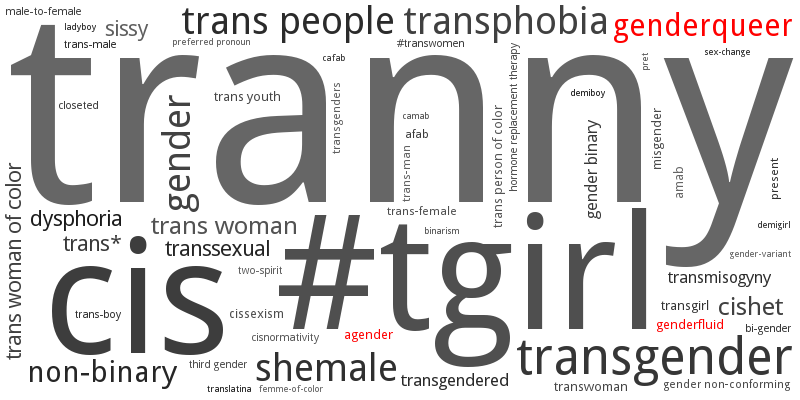 male-to-female
ladyboy
sissy
trans-male
trans people
preferred pronoun
transphobia
genderqueer
#transwomen
cafab
sex-change
pret
tranny
closeted
gender
trans youth
transgenders
camab
afab
trans-man
trans person of color
hormone replacement therapy
demiboy
gender binary
misgender
amab
present
trans woman of color
dysphoria
trans woman
trans-female
binarism
demigirl
trans*
transsexual
gender-variant
#tgirl
cis
two-spirit
transmisogyny
trans-boy
cissexism
transgirl
cishet
cisnormativity
agender
genderfluid
bi-gender
non-binary
third gender
shemale
transgender
transgendered
translatina
femme-of-color
transwoman
gender non-conforming